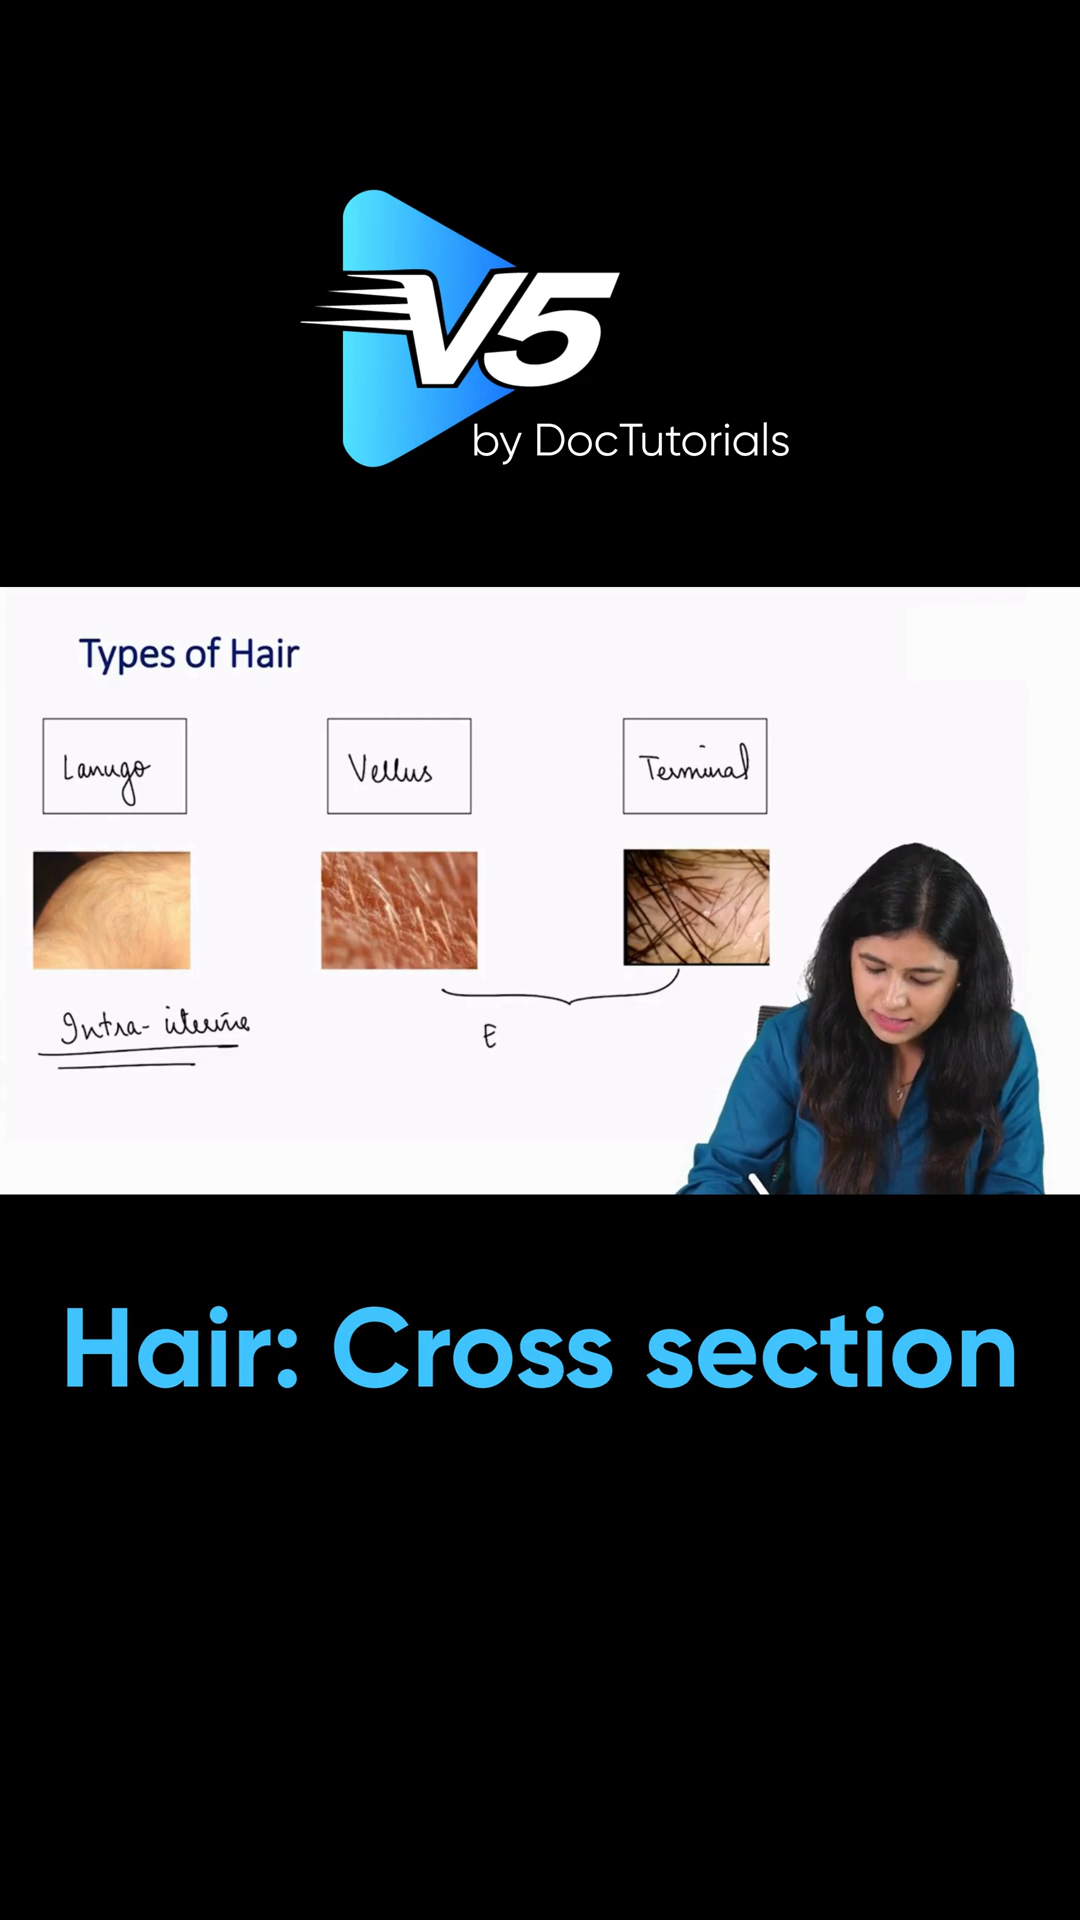 V5
by DocTutorials
Types of Hair
Lanugo
Vellus
Terminal
Intra-uterine
E
Hair: Cross section